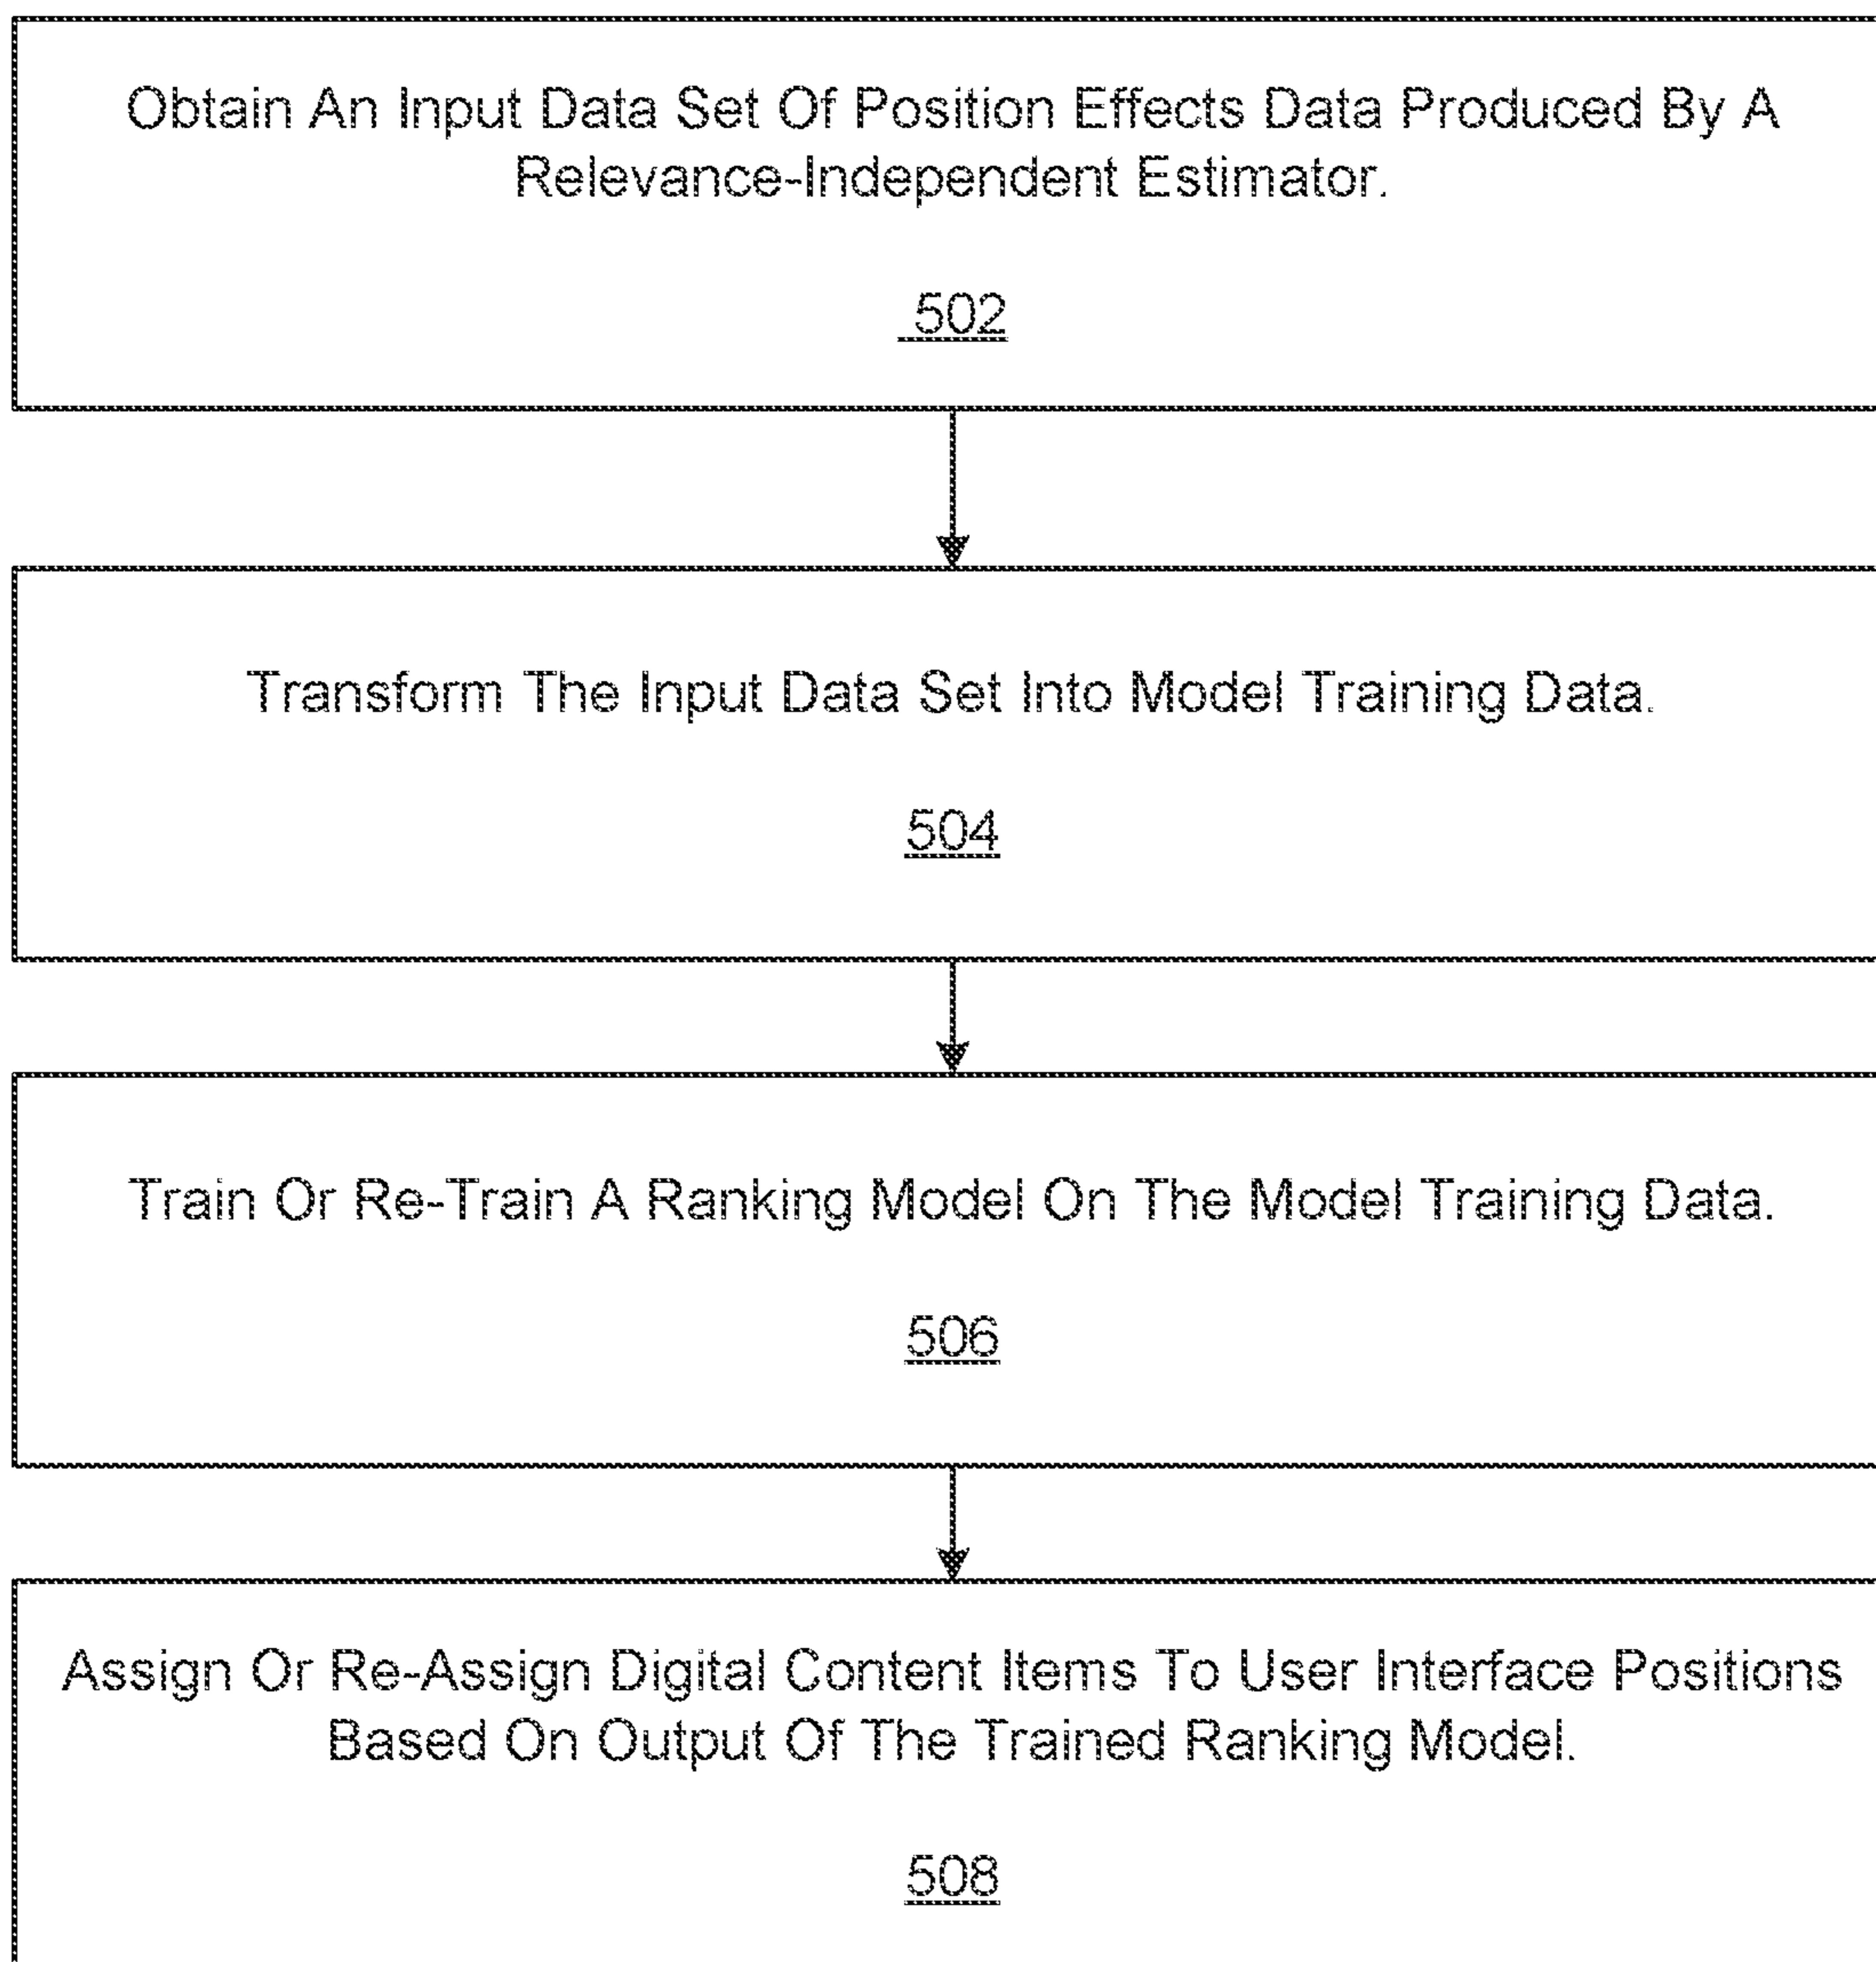 Obtain An Input Data Set Of Position Effects Data Produced By A
Relevance-Independent Estimator.
502
Transform The Input Data Set Into Model Training Data.
504
Train Or Re-Train A Ranking Model On The Model Training Data.
506
Assign Or Re-Assign Digital Content Items To User Interface Positions
Based On Output Of The Trained Ranking Model.
508